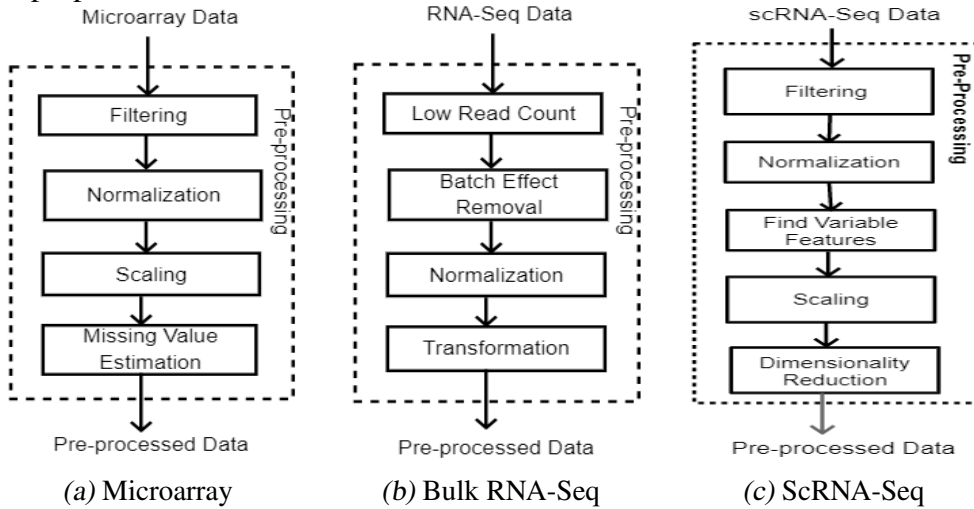 Microarray Data
Filtering
Normalization
Scaling
Missing Value
Estimation
Pre-processing
Pre-processed Data
(a) Microarray
RNA-Seq Data
Low Read Count
Batch Effect
Removal
Normalization
Transformation
Pre-processing
Pre-processed Data
(b) Bulk RNA-Seq
scRNA-Seq Data
Filtering
Normalization
Find Variable
Features
Scaling
Dimensionality
Reduction
Pre-Processing
Pre-processed Data
(c) ScRNA-Seq